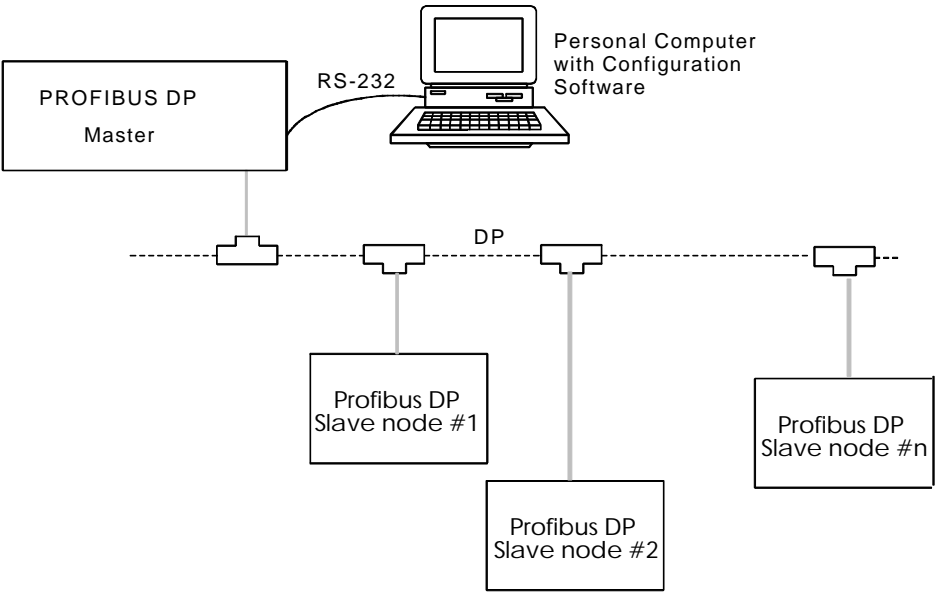 Personal Computer
with Configuration
Software
RS-232
PROFIBUS DP
Master
DP
Profibus DP
Slave node #1
Profibus DP
Slave node #2
Profibus DP
Slave node #n